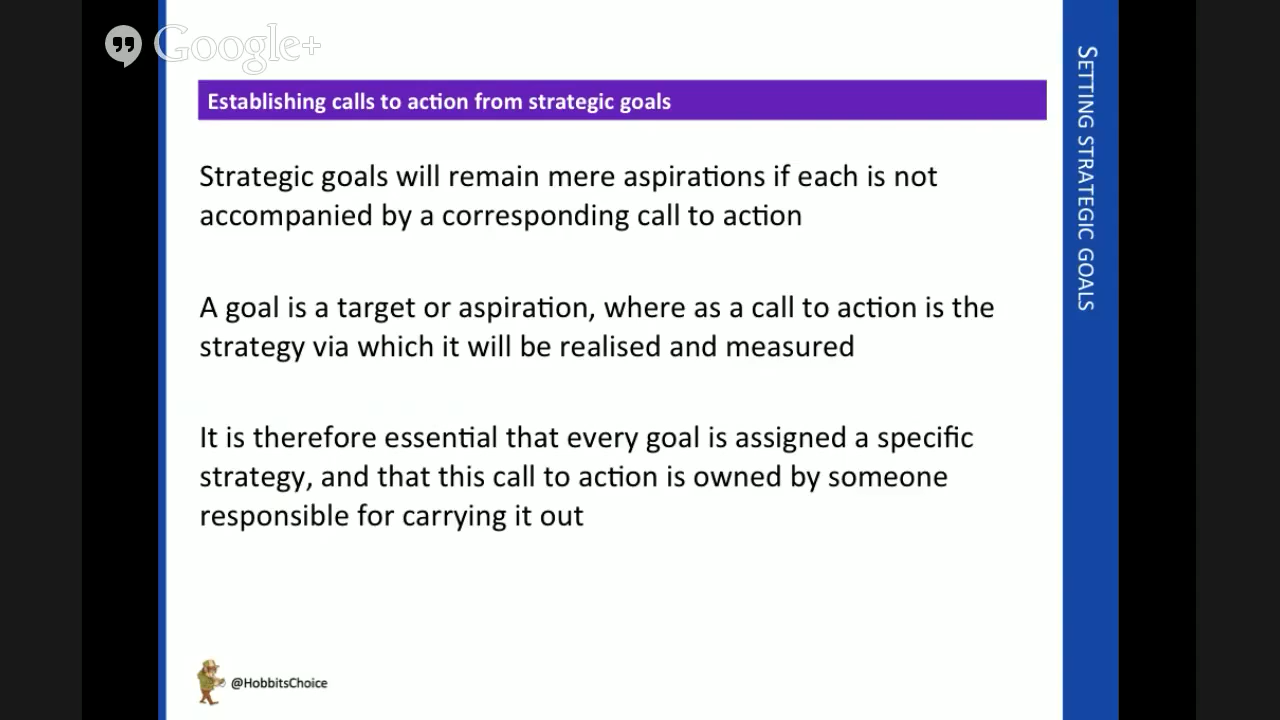 Google+
Establishing calls to action from strategic goals
Strategic goals will remain mere aspirations if each is not
accompanied by a corresponding call to action
A goal is a target or aspiration, where as a call to action is the
strategy via which it will be realised and measured
It is therefore essential that every goal is assigned a specific
strategy, and that this call to action is owned by someone
responsible for carrying it out
@HobbitsChoice
SETTING STRATEGIC GOALS